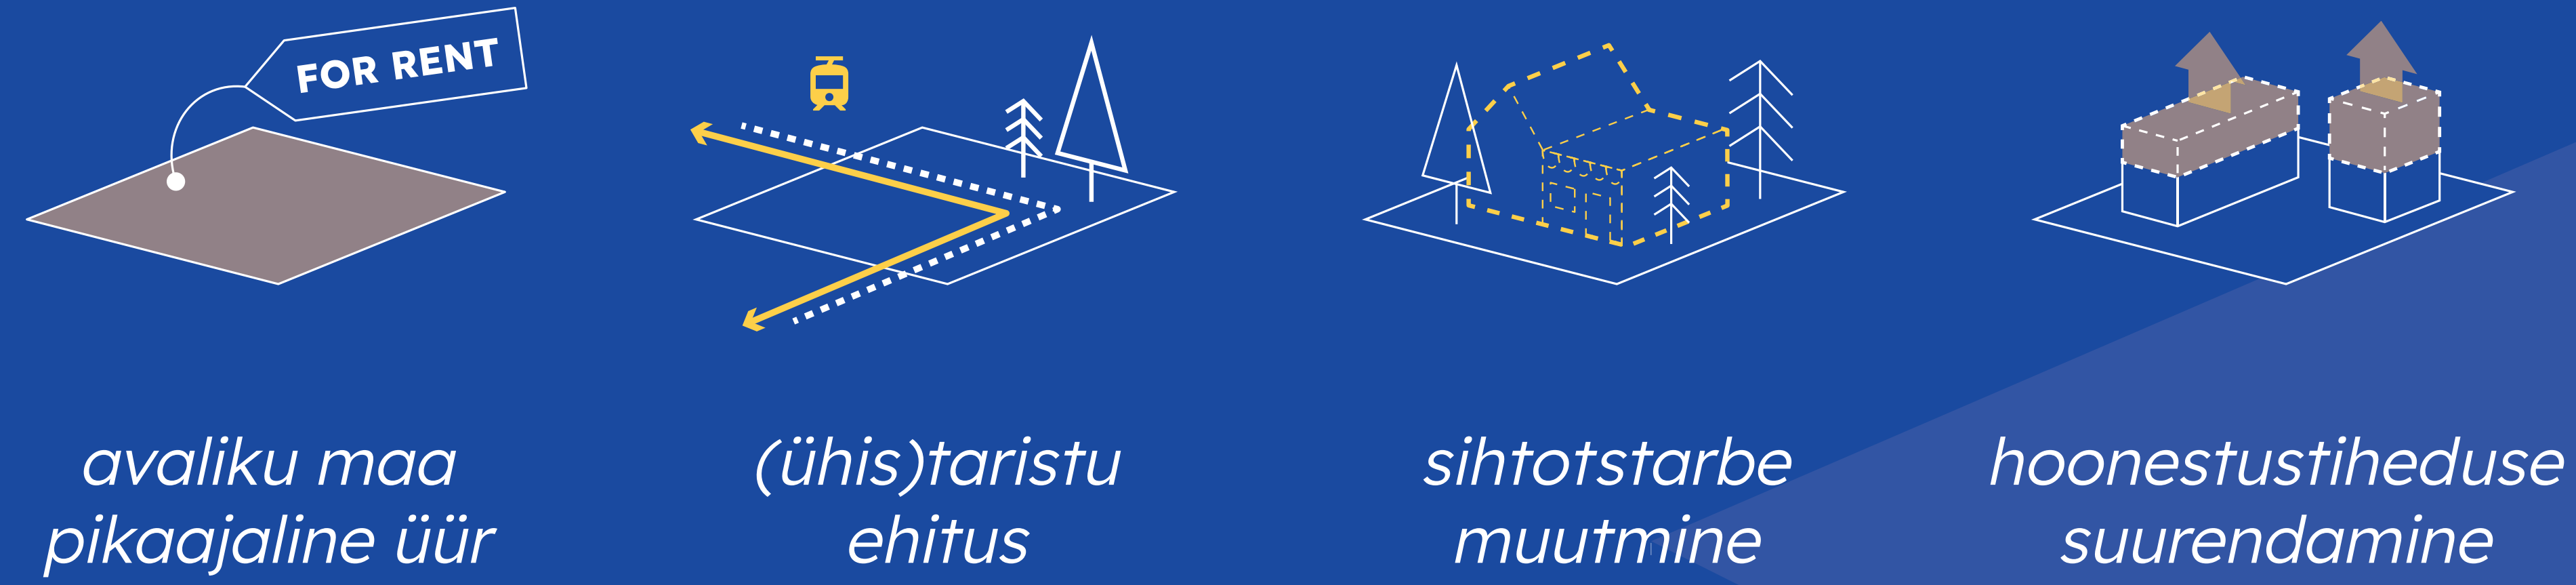 FOR RENT
avaliku maa
pikaajaline üür
(ühis)taristu
ehitus
sihtotstarbe
muutmine
hoonestustiheduse
suurendamine